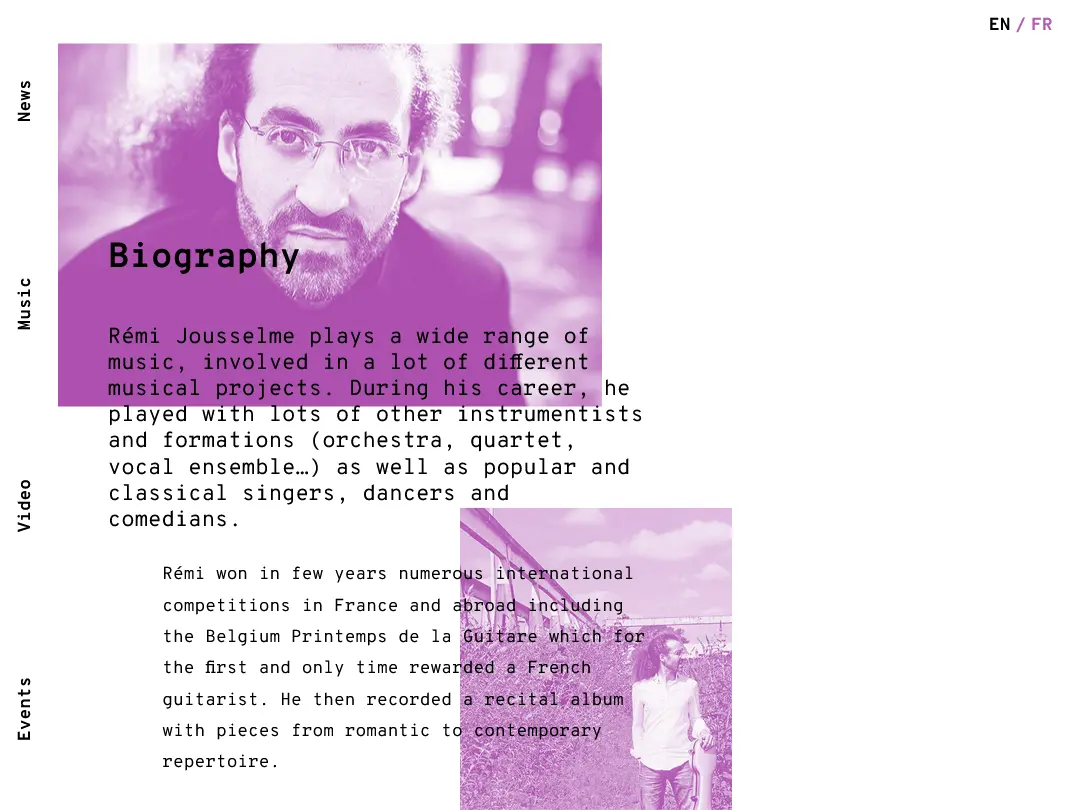 EN / FR
News
Music
Video
Events
Biography
Rémi Jousselme plays a wide range of
music, involved in a lot of different
musical projects. During his career, he
played with lots of other instrumentists
and formations (orchestra, quartet,
vocal ensemble…) as well as popular and
classical singers, dancers and
comedians.
Rémi won in few years numerous international
competitions in France and abroad including
the Belgium Printemps de la Guitare which for
the first and only time rewarded a French
guitarist. He then recorded a recital album
with pieces from romantic to contemporary
repertoire.